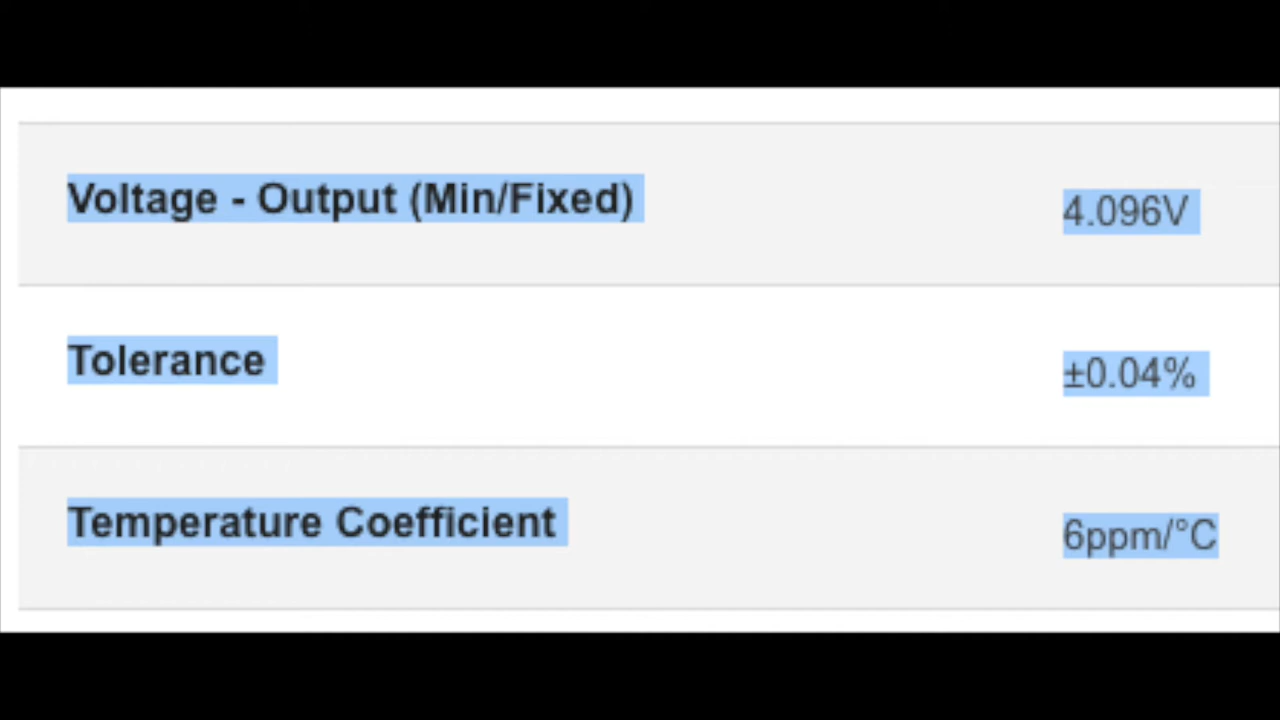 Voltage - Output (Min/Fixed) 4.096V
Tolerance ±0.04%
Temperature Coefficient 6ppm/°C